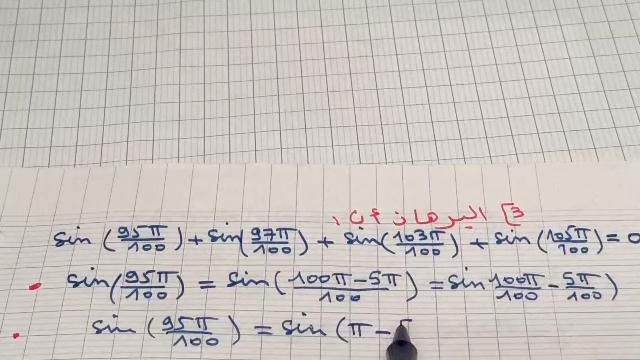 3] البرهان أن :
sin (95π/100) + sin(97π/100) + sin(103π/100) + sin(105π/100) = 0
• sin(95π/100) = sin(100π-5π/100) = sin 100π/100 - 5π/100)
• sin (95π/100) = sin (π -